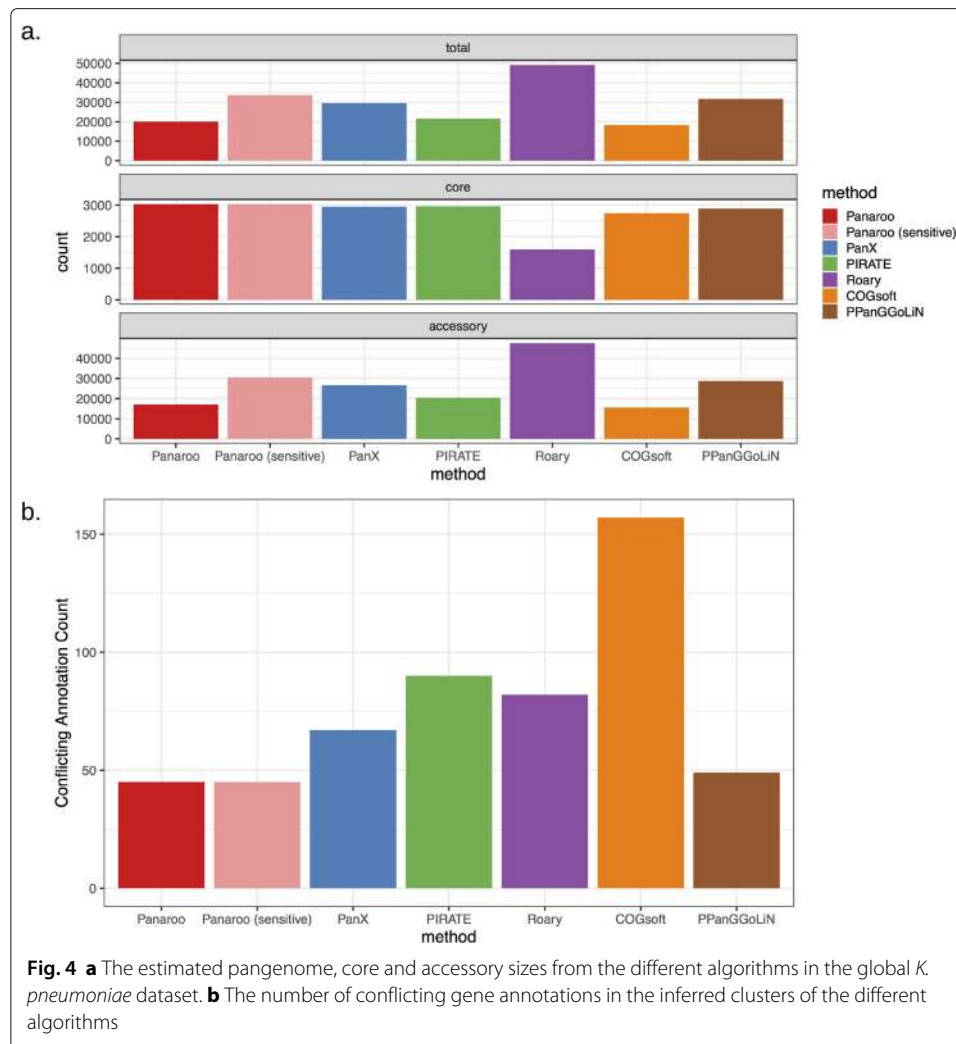 a.
total
50000
40000
30000
20000
10000
0
core
3000
2000
1000
0
count
accessory
40000
30000
20000
10000
0
Panaroo Panaroo (sensitive) PanX PIRATE Roary COGsoft PPanGGoLiN
method
method
Panaroo
Panaroo (sensitive)
PanX
PIRATE
Roary
COGsoft
PPanGGoLiN
b.
Conflicting Annotation Count
150
100
50
0
Panaroo Panaroo (sensitive) PanX PIRATE Roary COGsoft PPanGGoLiN
method
Fig. 4 a The estimated pangenome, core and accessory sizes from the different algorithms in the global K.
pneumoniae dataset. b The number of conflicting gene annotations in the inferred clusters of the different
algorithms